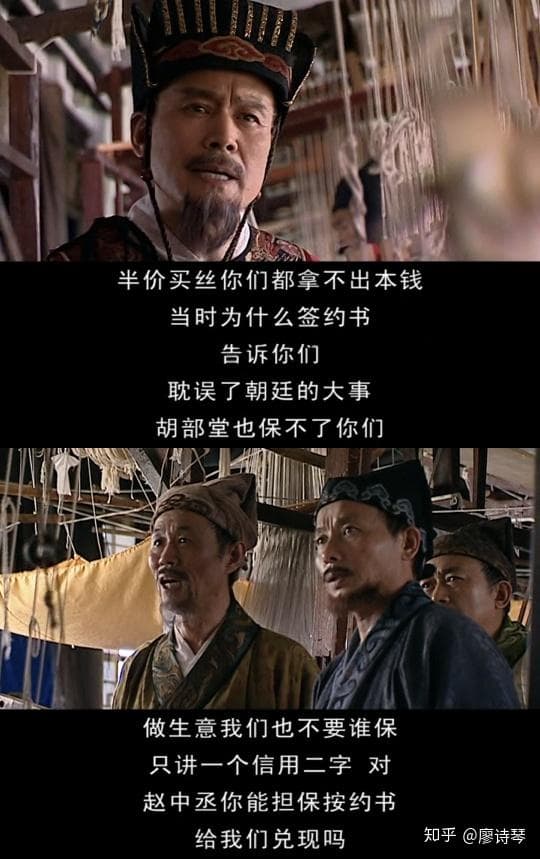 半价买丝你们都拿不出本钱
当时为什么签约书
告诉你们
耽误了朝廷的大事
胡部堂也保不了你们
做生意我们也不要谁保
只讲一个信用二字 对
赵中丞你能担保按约书
给我们兑现吗
知乎 @廖诗琴